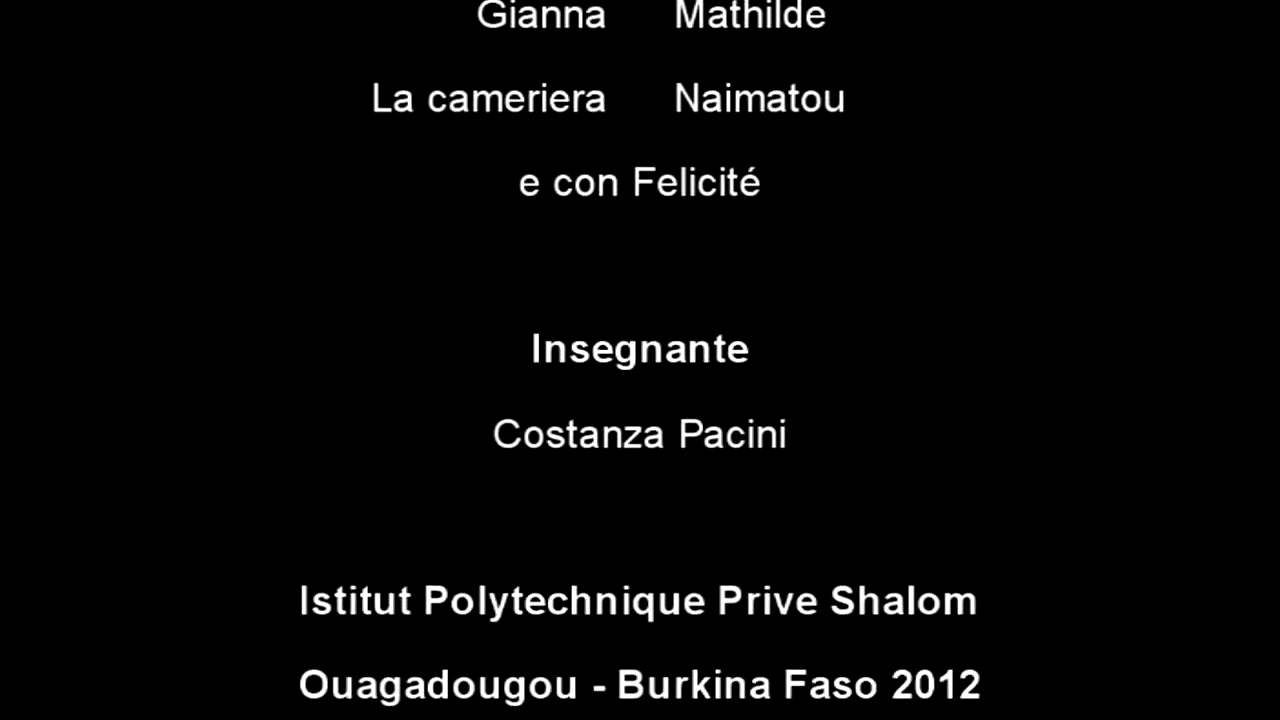 Gianna Mathilde
La cameriera Naimatou
e con Felicité
Insegnante
Costanza Pacini
Istitut Polytechnique Prive Shalom
Ouagadougou - Burkina Faso 2012